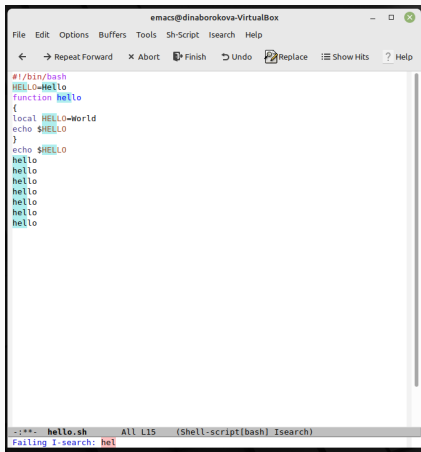 emacs@dinaborokova-VirtualBox
File Edit Options Buffers Tools Sh-Script Isearch Help
Repeat Forward Abort Finish Undo Replace Show Hits Help
#!/bin/bash
HELLO=Hello
function hello
{
local HELLO=World
echo $HELLO
}
echo $HELLO
hello
hello
hello
hello
hello
hello
hello
-:**- hello.sh All L15 (Shell-script[bash] Isearch)
Failing I-search: hel